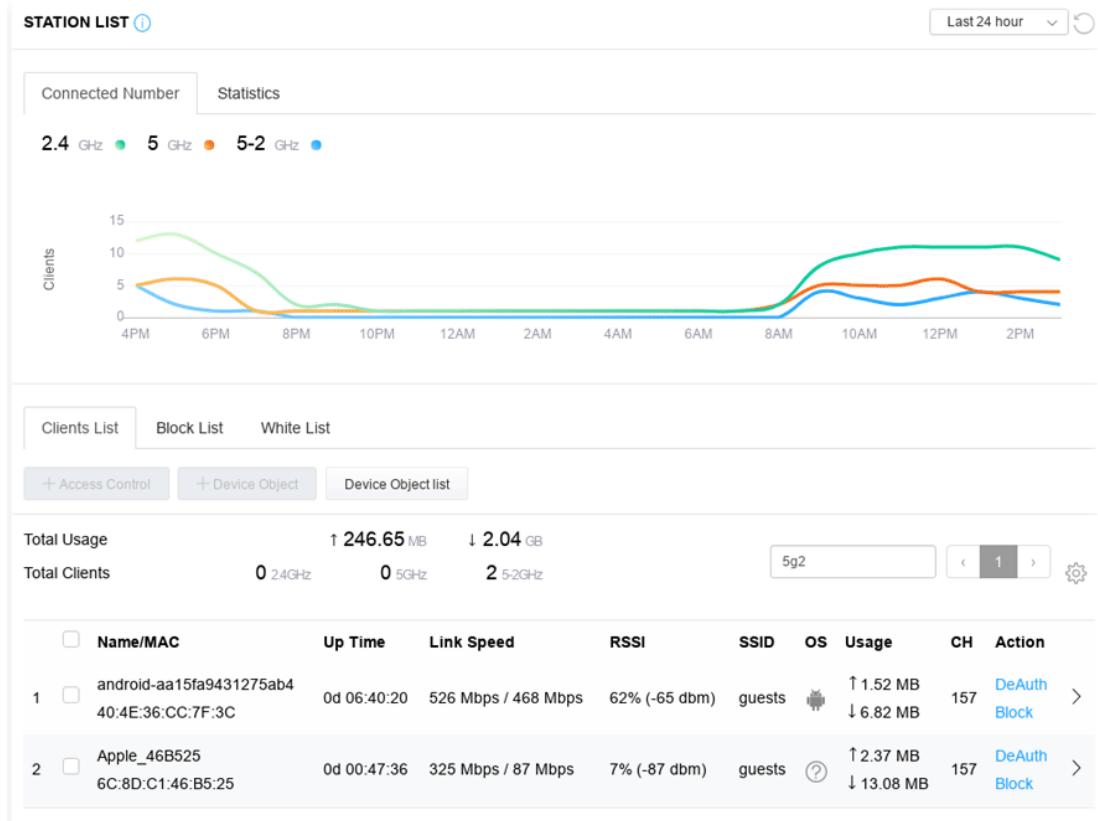 STATION LIST
Last 24 hour
Connected Number Statistics
2.4 GHz 5 GHz 5-2 GHz
Clients
15
10
5
0
4PM 6PM 8PM 10PM 12AM 2AM 4AM 6AM 8AM 10AM 12PM 2PM
Clients List Block List White List
+ Access Control + Device Object Device Object list
Total Usage ↑ 246.65 MB ↓ 2.04 GB
Total Clients 0 2.4GHz 0 5GHz 2 5-2GHz
5g2 ‹ 1 ›
Name/MAC Up Time Link Speed RSSI SSID OS Usage CH Action
1 android-aa15fa9431275ab4 0d 06:40:20 526 Mbps / 468 Mbps 62% (-65 dbm) guests ↑ 1.52 MB 157 DeAuth
40:4E:36:CC:7F:3C ↓ 6.82 MB Block
2 Apple_46B525 0d 00:47:36 325 Mbps / 87 Mbps 7% (-87 dbm) guests ? ↑ 2.37 MB 157 DeAuth
6C:8D:C1:46:B5:25 ↓ 13.08 MB Block